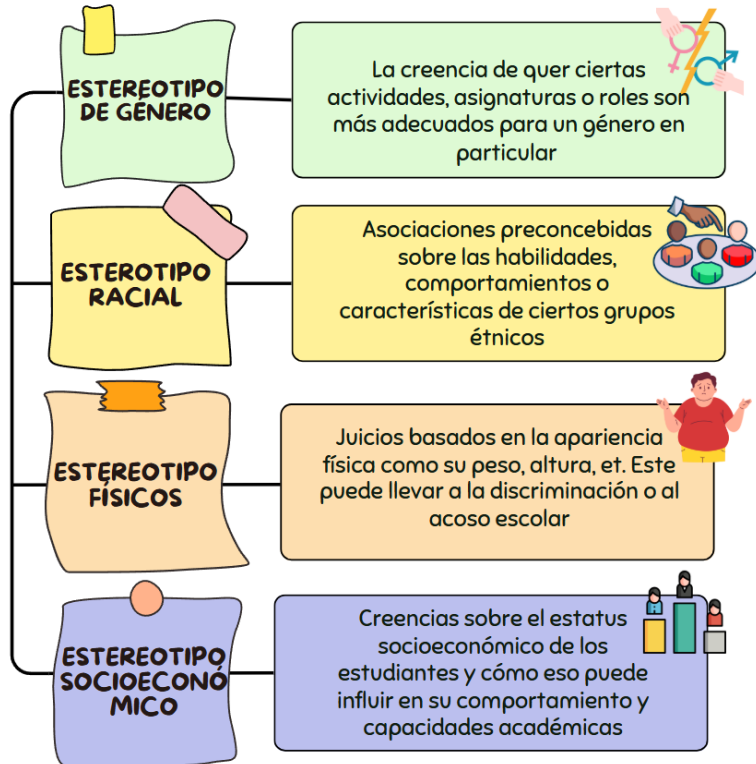 ESTEREOTIPO
DE GÉNERO
La creencia de quer ciertas
actividades, asignaturas o roles son
más adecuados para un género en
particular
ESTEROTIPO
RACIAL
Asociaciones preconcebidas
sobre las habilidades,
comportamientos o
características de ciertos grupos
étnicos
ESTEREOTIPO
FÍSICOS
Juicios basados en la apariencia
física como su peso, altura, et. Este
puede llevar a la discriminación o al
acoso escolar
ESTEREOTIPO
SOCIOECONÓ
MICO
Creencias sobre el estatus
socioeconómico de los
estudiantes y cómo eso puede
influir en su comportamiento y
capacidades académicas